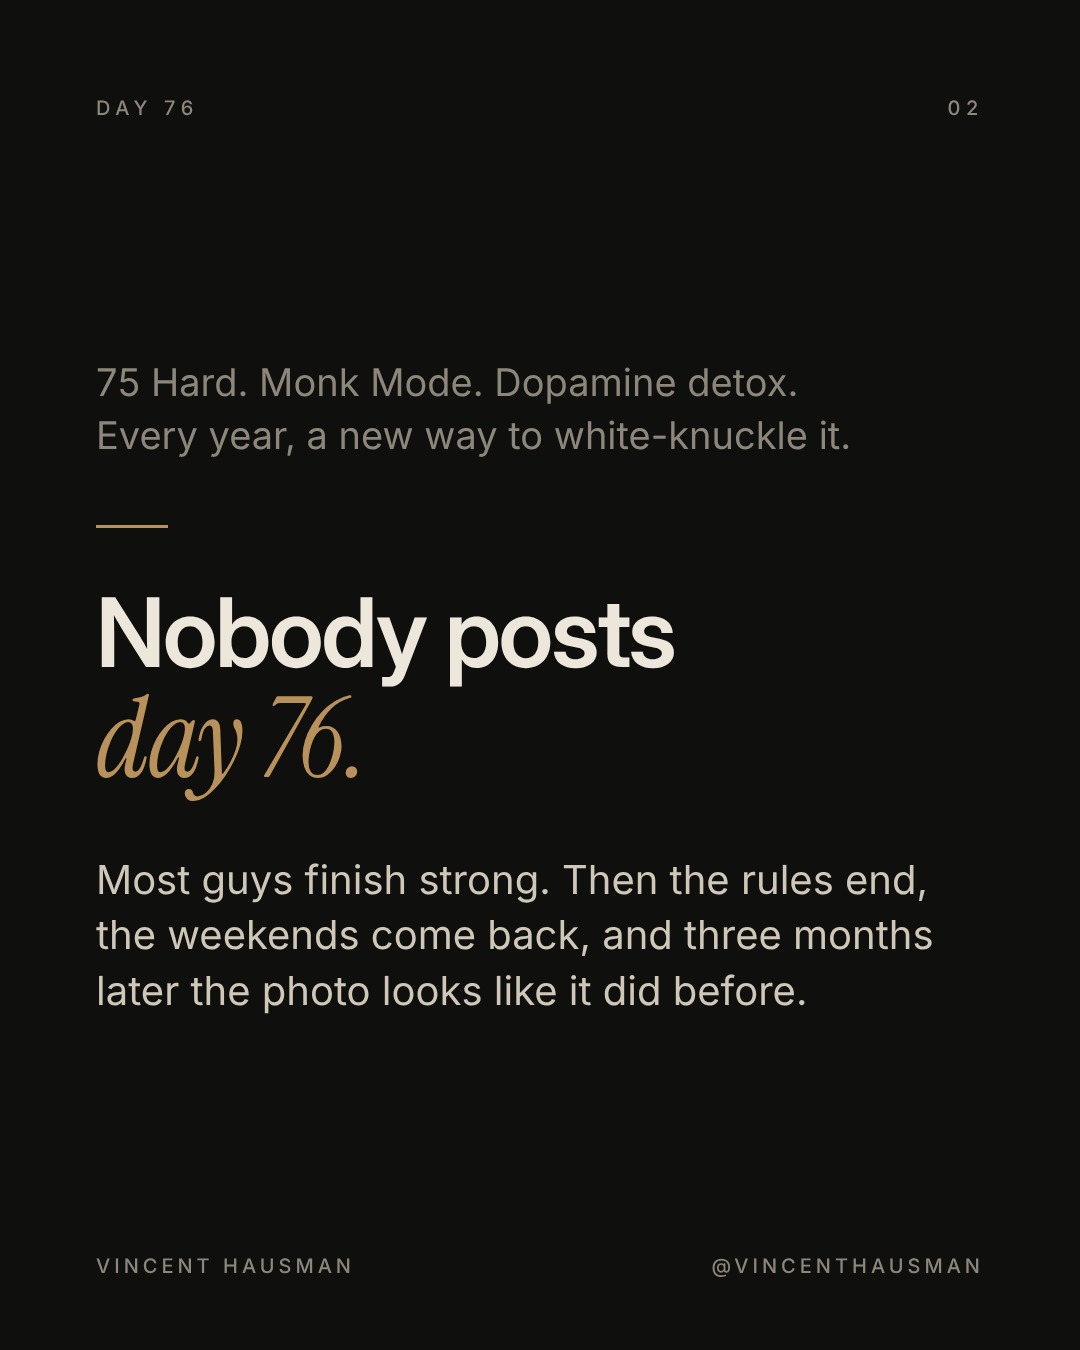 DAY 76
02
75 Hard. Monk Mode. Dopamine detox.
Every year, a new way to white-knuckle it.
Nobody posts
day 76.
Most guys finish strong. Then the rules end,
the weekends come back, and three months
later the photo looks like it did before.
VINCENT HAUSMAN
@VINCENTHAUSMAN